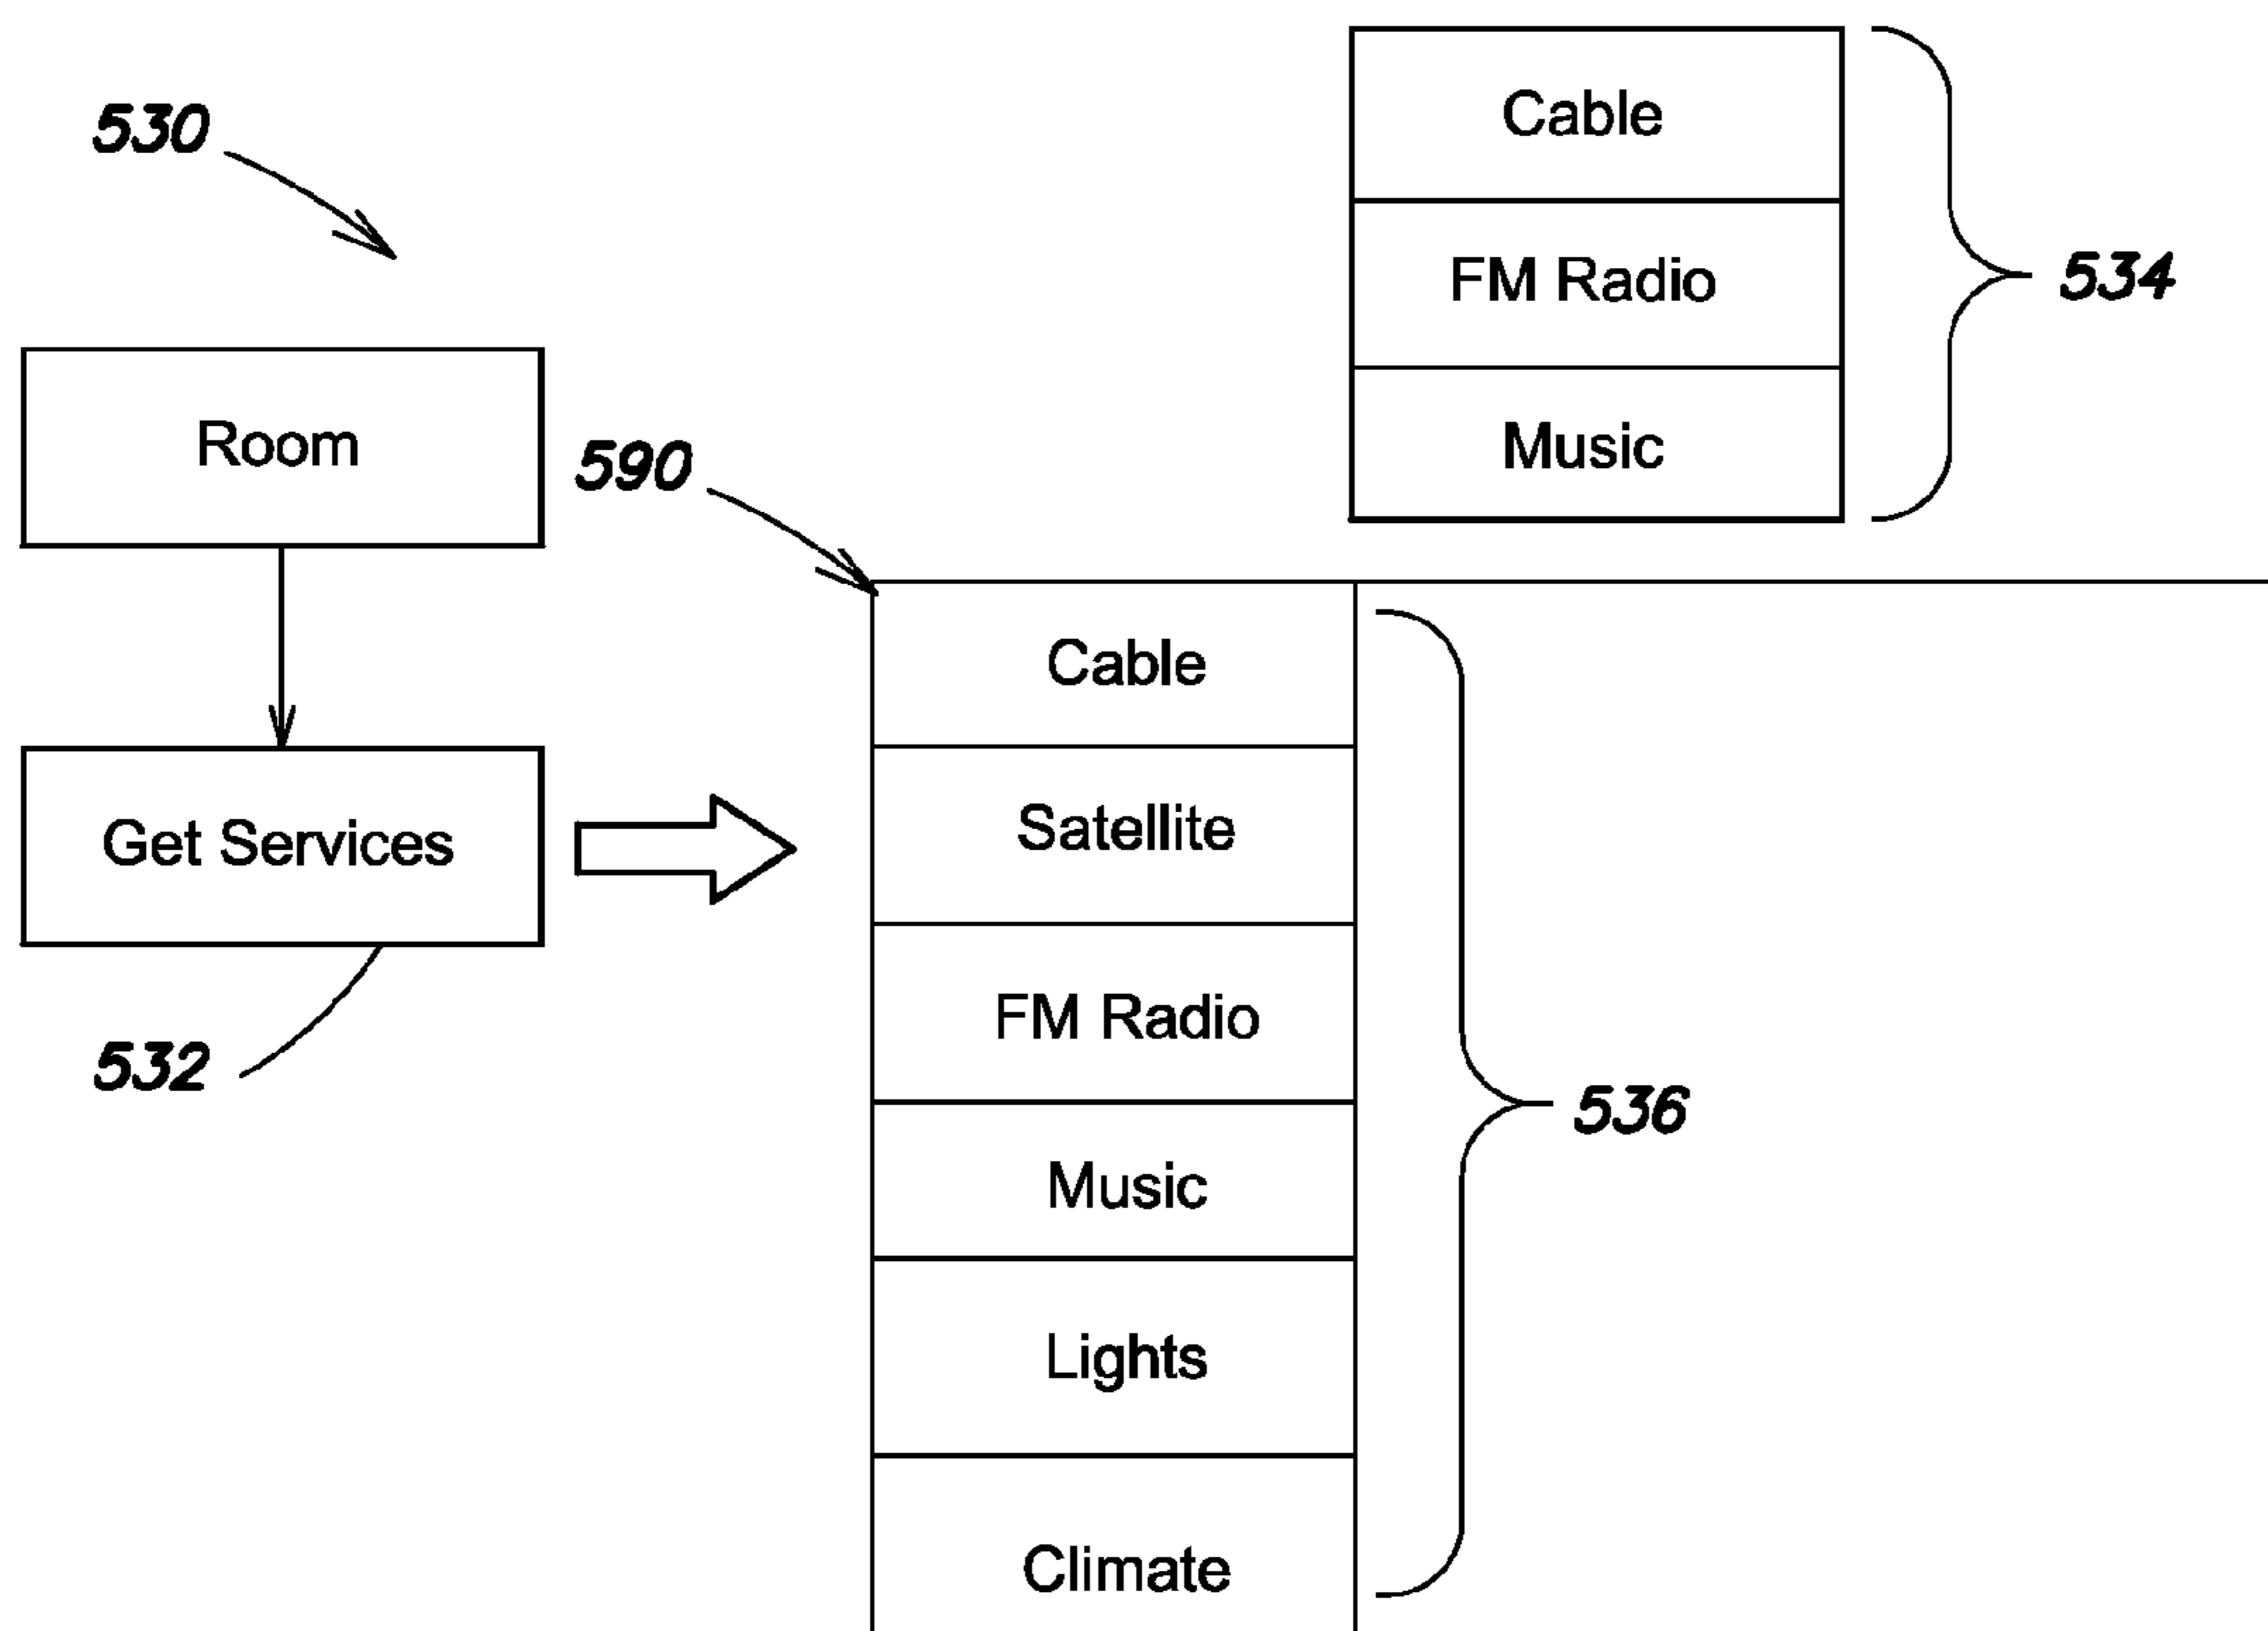 530
Room
Get Services
532
590
Cable
FM Radio
Music
534
Cable
Satellite
FM Radio
Music
Lights
Climate
536